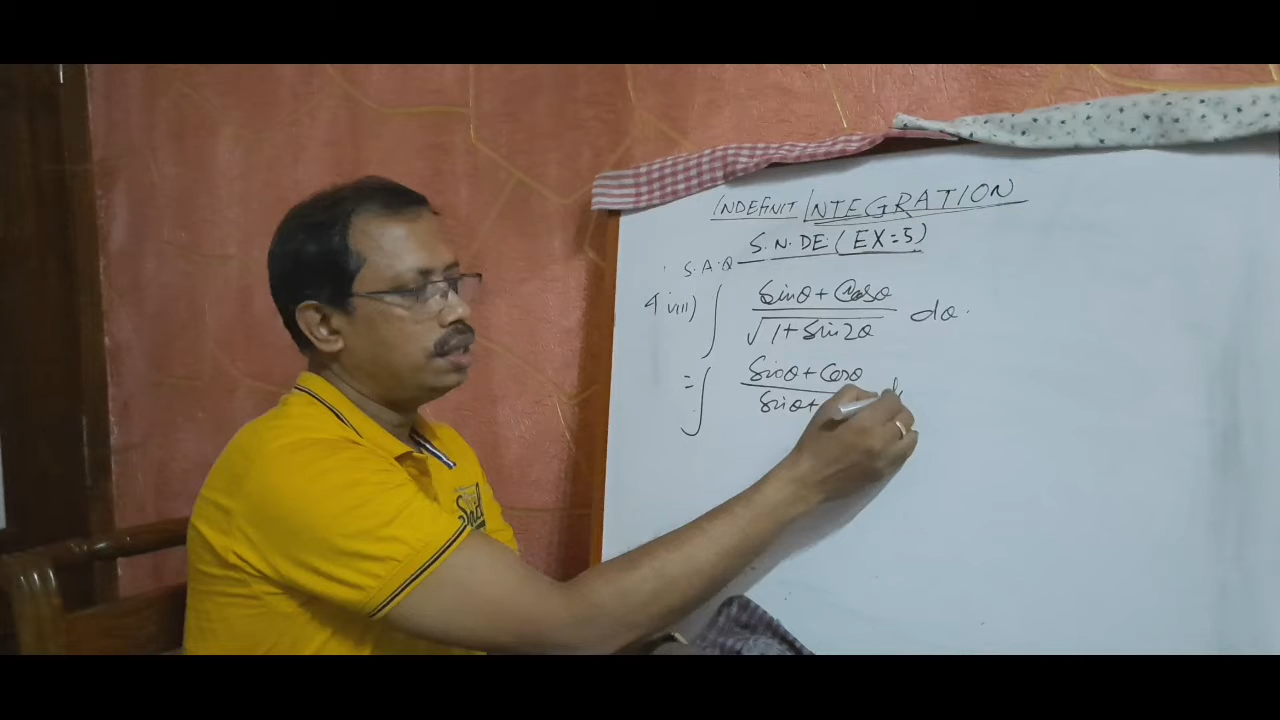 INDEFINIT INTEGRATION
S.N.DE (EX=5)
S.A.Q
4 viii) ∫ (Sinθ + Cosθ)/√(1 + Sin2θ) dθ.
= ∫ (Sinθ + Cosθ)/(Sinθ +